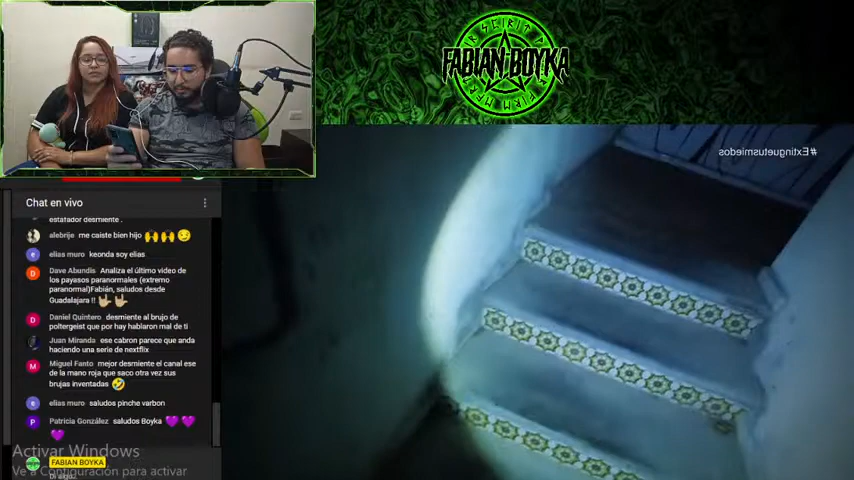 FABIAN BOYKA
#Extinguetusmiedos
Chat en vivo
estafador desmiente .
alebrije me caiste bien hijo 🙌 🙌 😏
elias muro keonda soy elias
Dave Abundis Analiza el último video de
los payasos paranormales (extremo
paranormal)Fabián, saludos desde
Guadalajara !! 🤘🏼 🤘🏼
Daniel Quintero desmiente al brujo de
poltergeist que por hay hablaron mal de ti
Juan Miranda ese cabron parece que anda
haciendo una serie de nextflix
Miguel Fanto mejor desmiente el canal ese
de la mano roja que saco otra vez sus
brujas inventadas 🤣
elias muro saludos pinche varbon
Patricia González saludos Boyka 💜 💜
💜
Activar Windows
Ve a Configuración para activar
FABIAN BOYKA
Di algo...